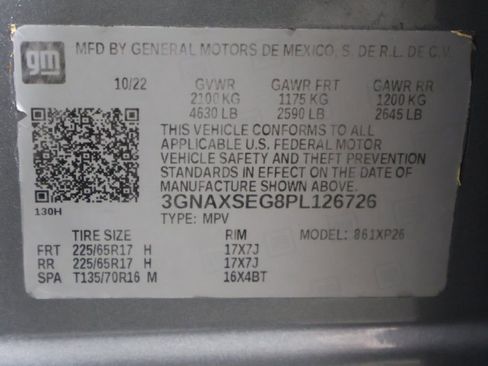 gm MFD BY GENERAL MOTORS DE MEXICO, S. DE R.L. DE C.V.
10/22 GVWR GAWR FRT GAWR RR
2100 KG 1175 KG 1200 KG
4630 LB 2590 LB 2645 LB
THIS VEHICLE CONFORMS TO ALL
APPLICABLE U.S. FEDERAL MOTOR
VEHICLE SAFETY AND THEFT PREVENTION
STANDARDS IN EFFECT ON THE DATE
OF MANUFACTURE SHOWN ABOVE.
130H 3GNAXSEG8PL126726
TYPE: MPV
TIRE SIZE RIM MODEL: 861XP26
FRT 225/65R17 H 17X7J
RR 225/65R17 H 17X7J
SPA T135/70R16 M 16X4BT